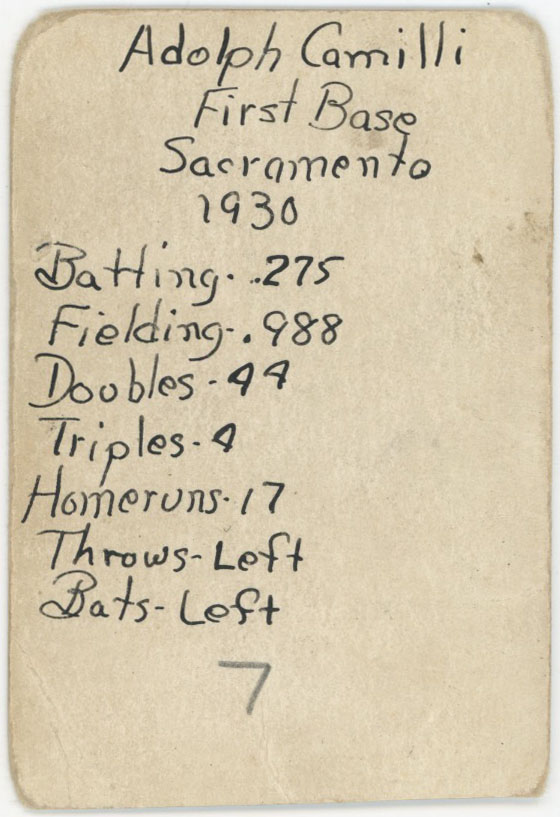 Adolph Camilli
First Base
Sacramento
1930
Batting- .275
Fielding-.988
Doubles-44
Triples-4
Homeruns-17
Throws-Left
Bats-Left
7